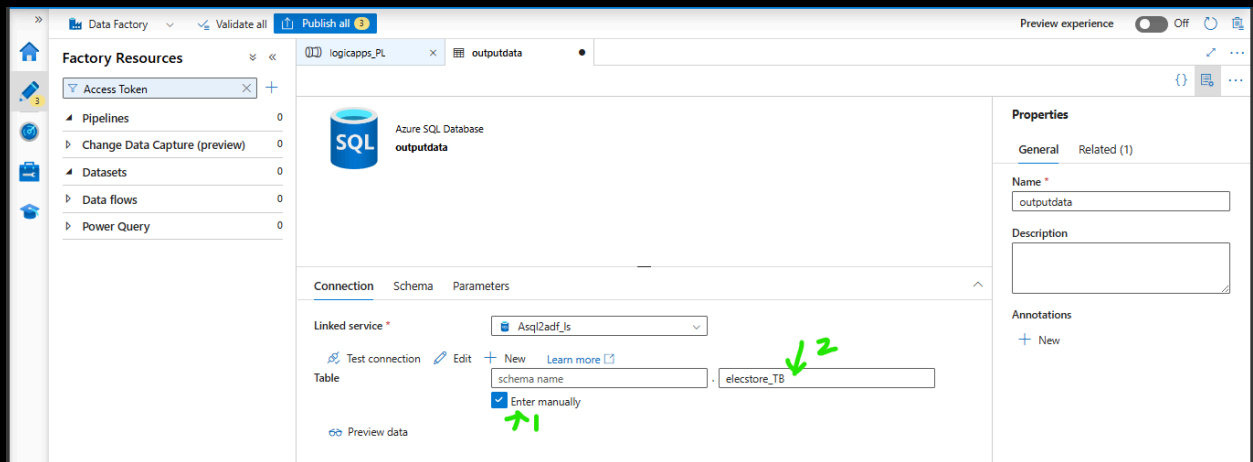 » Data Factory Validate all Publish all 3 Preview experience Off
Factory Resources
logicapps_PL × outputdata
Access Token
3
Pipelines 0
Change Data Capture (preview) 0
Datasets 0
Data flows 0
Power Query 0
SQL
Azure SQL Database
outputdata
Connection Schema Parameters
Linked service *
Asql2adf_ls
Test connection Edit New Learn more
Table
schema name . elecstore_TB
2
Enter manually
1
Preview data
{}
Properties
General Related (1)
Name *
outputdata
Description
Annotations
New